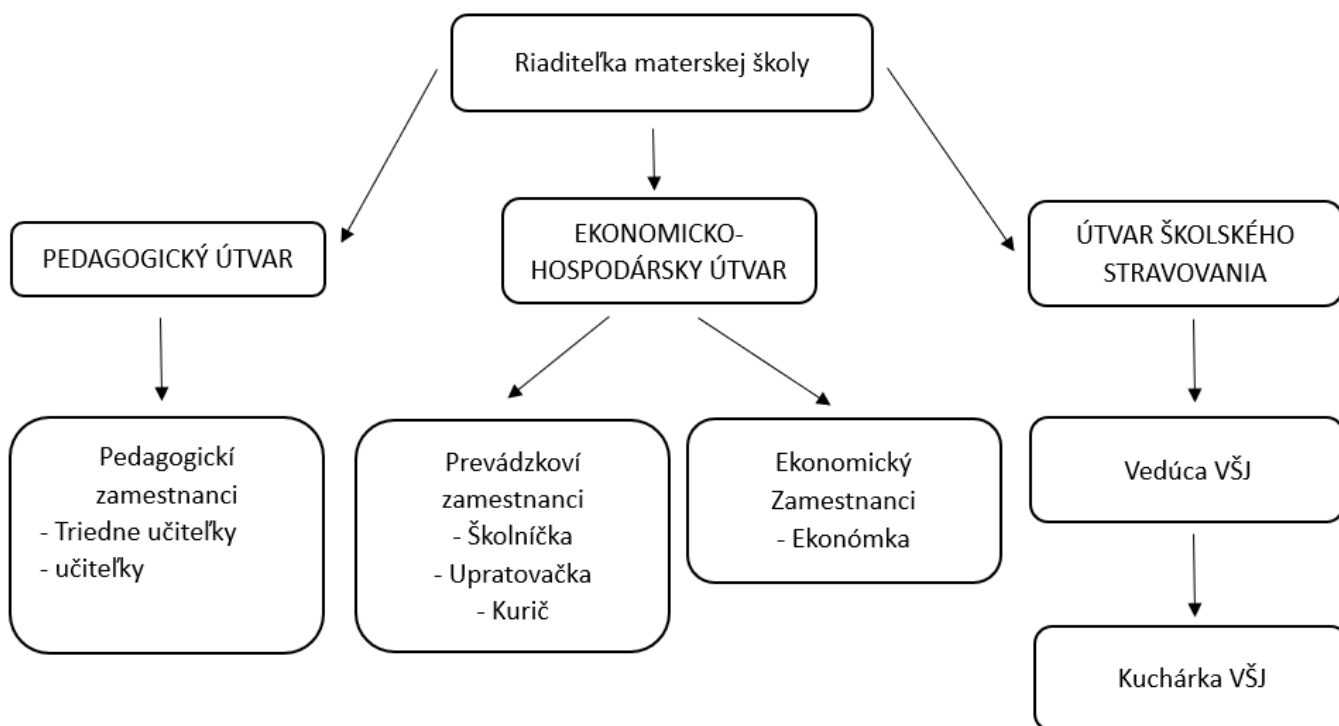 Riaditeľka materskej školy
PEDAGOGICKÝ ÚTVAR
EKONOMICKO-
HOSPODÁRSKY ÚTVAR
ÚTVAR ŠKOLSKÉHO
STRAVOVANIA
Pedagogickí
zamestnanci
- Triedne učiteľky
- učiteľky
Prevádzkoví
zamestnanci
- Školníčka
- Upratovačka
- Kurič
Ekonomický
Zamestnanci
- Ekonómka
Vedúca VŠJ
Kuchárka VŠJ